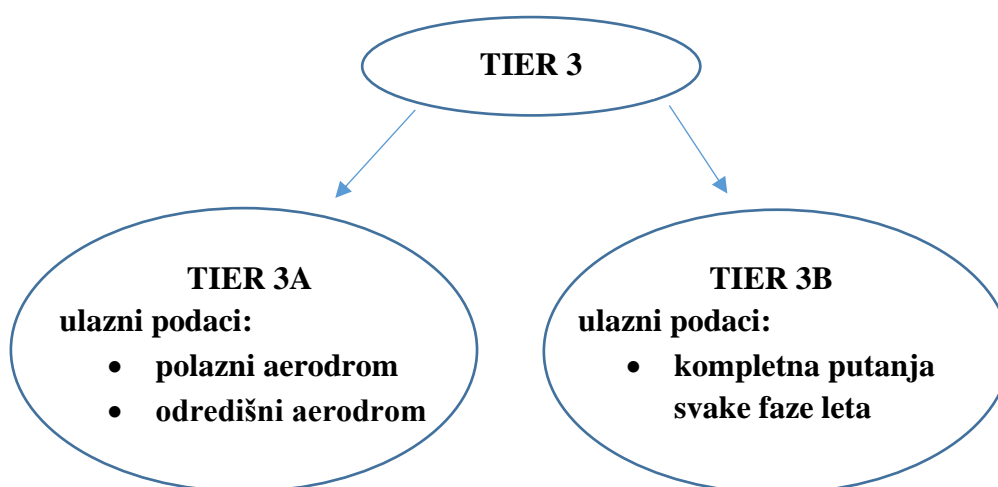 TIER 3
TIER 3A
ulazni podaci:
• polazni aerodrom
• odredišni aerodrom
TIER 3B
ulazni podaci:
• kompletna putanja
svake faze leta